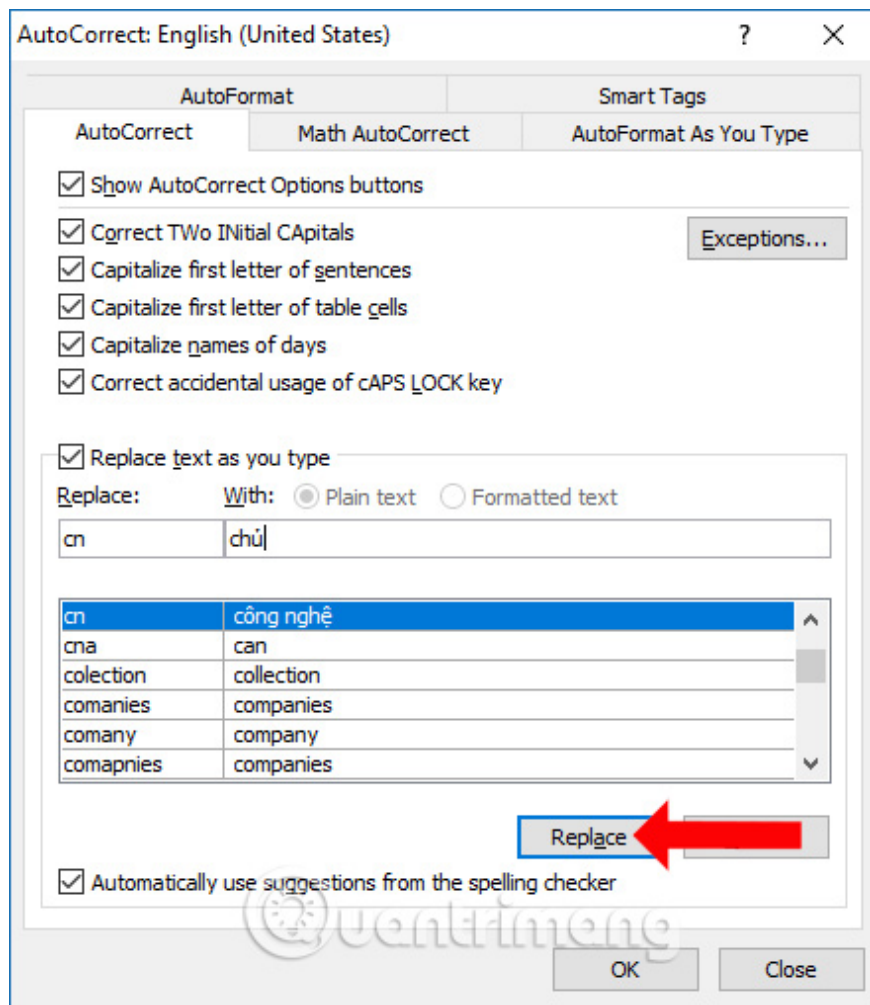 AutoCorrect: English (United States)
AutoFormat Smart Tags
AutoCorrect Math AutoCorrect AutoFormat As You Type
Show AutoCorrect Options buttons
Correct TWo INitial CApitals Exceptions...
Capitalize first letter of sentences
Capitalize first letter of table cells
Capitalize names of days
Correct accidental usage of cAPS LOCK key
Replace text as you type
Replace: With: Plain text Formatted text
cn chủ
cn công nghệ
cna can
colection collection
comanies companies
comany company
comapnies companies
Replace
Automatically use suggestions from the spelling checker
Quantrimang
OK Close